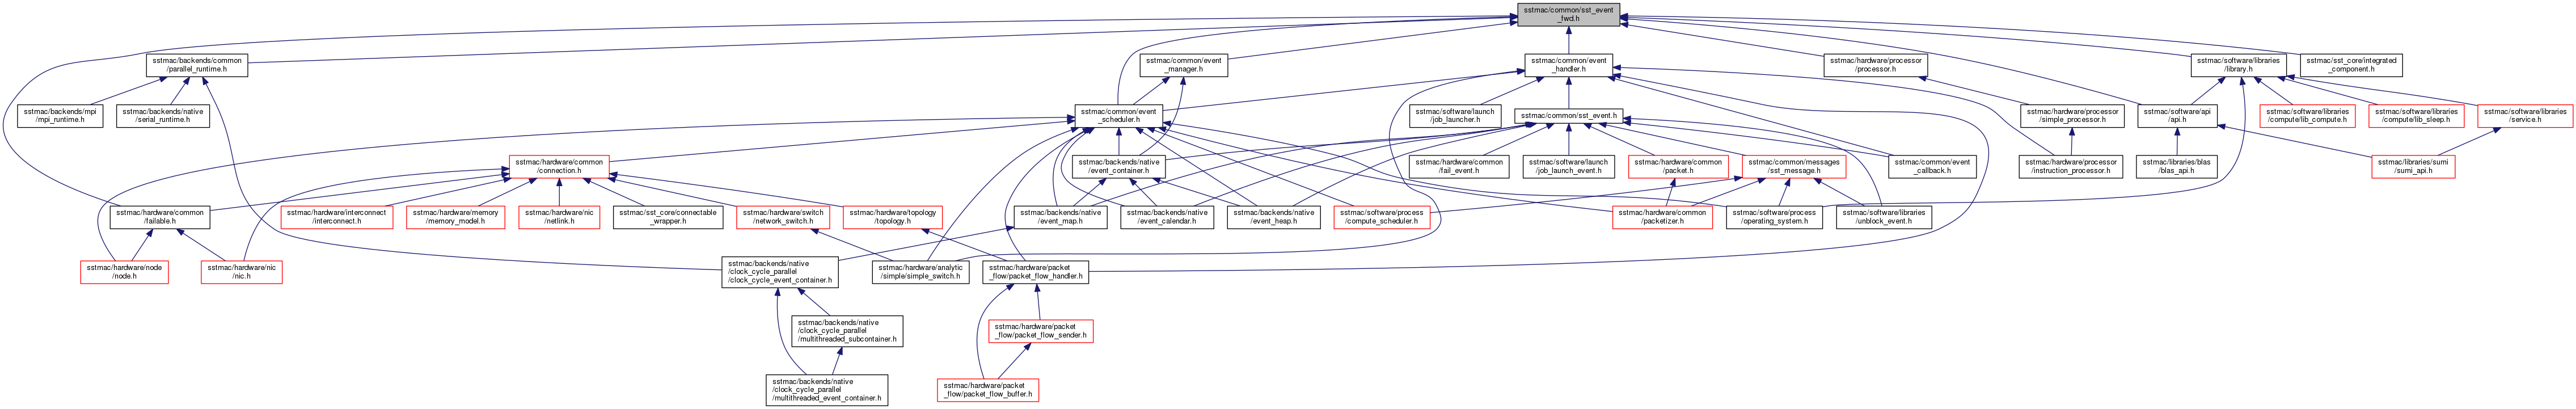 sstmac/common/sst_event
_fwd.h
sstmac/backends/common
/parallel_runtime.h
sstmac/common/event
_manager.h
sstmac/common/event
_handler.h
sstmac/hardware/processor
/processor.h
sstmac/software/libraries
/library.h
sstmac/sst_core/integrated
_component.h
sstmac/backends/mpi
/mpi_runtime.h
sstmac/backends/native
/serial_runtime.h
sstmac/common/event
_scheduler.h
sstmac/software/launch
/job_launcher.h
sstmac/common/sst_event.h
sstmac/hardware/processor
/simple_processor.h
sstmac/software/api
/api.h
sstmac/software/libraries
/compute/lib_compute.h
sstmac/software/libraries
/compute/lib_sleep.h
sstmac/software/libraries
/service.h
sstmac/hardware/common
/connection.h
sstmac/backends/native
/event_container.h
sstmac/hardware/common
/fail_event.h
sstmac/software/launch
/job_launch_event.h
sstmac/hardware/common
/packet.h
sstmac/common/messages
/sst_message.h
sstmac/common/event
_callback.h
sstmac/hardware/processor
/instruction_processor.h
sstmac/libraries/blas
/blas_api.h
sstmac/libraries/sumi
/sumi_api.h
sstmac/hardware/common
/failable.h
sstmac/hardware/interconnect
/interconnect.h
sstmac/hardware/memory
/memory_model.h
sstmac/hardware/nic
/netlink.h
sstmac/sst_core/connectable
_wrapper.h
sstmac/hardware/switch
/network_switch.h
sstmac/hardware/topology
/topology.h
sstmac/backends/native
/event_map.h
sstmac/backends/native
/event_calendar.h
sstmac/backends/native
/event_heap.h
sstmac/software/process
/compute_scheduler.h
sstmac/hardware/common
/packetizer.h
sstmac/software/process
/operating_system.h
sstmac/software/libraries
/unblock_event.h
sstmac/hardware/node
/node.h
sstmac/hardware/nic
/nic.h
sstmac/backends/native
/clock_cycle_parallel
/clock_cycle_event_container.h
sstmac/hardware/analytic
/simple/simple_switch.h
sstmac/hardware/packet
_flow/packet_flow_handler.h
sstmac/backends/native
/clock_cycle_parallel
/multithreaded_subcontainer.h
sstmac/hardware/packet
_flow/packet_flow_sender.h
sstmac/backends/native
/clock_cycle_parallel
/multithreaded_event_container.h
sstmac/hardware/packet
_flow/packet_flow_buffer.h